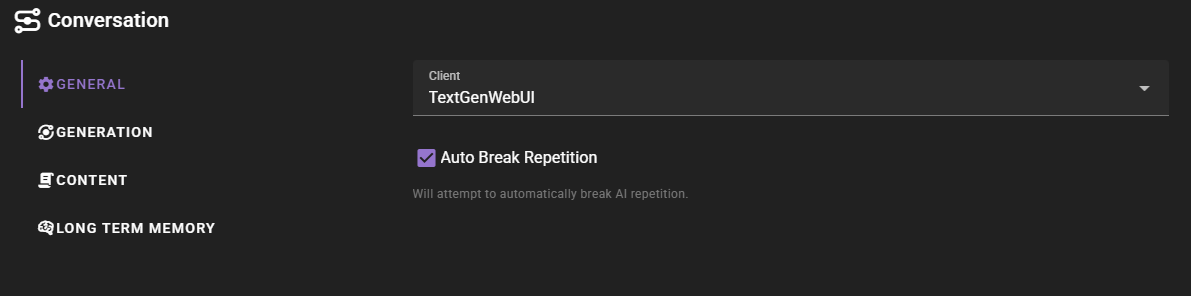 Conversation
GENERAL
GENERATION
CONTENT
LONG TERM MEMORY
Client
TextGenWebUI
Auto Break Repetition
Will attempt to automatically break AI repetition.